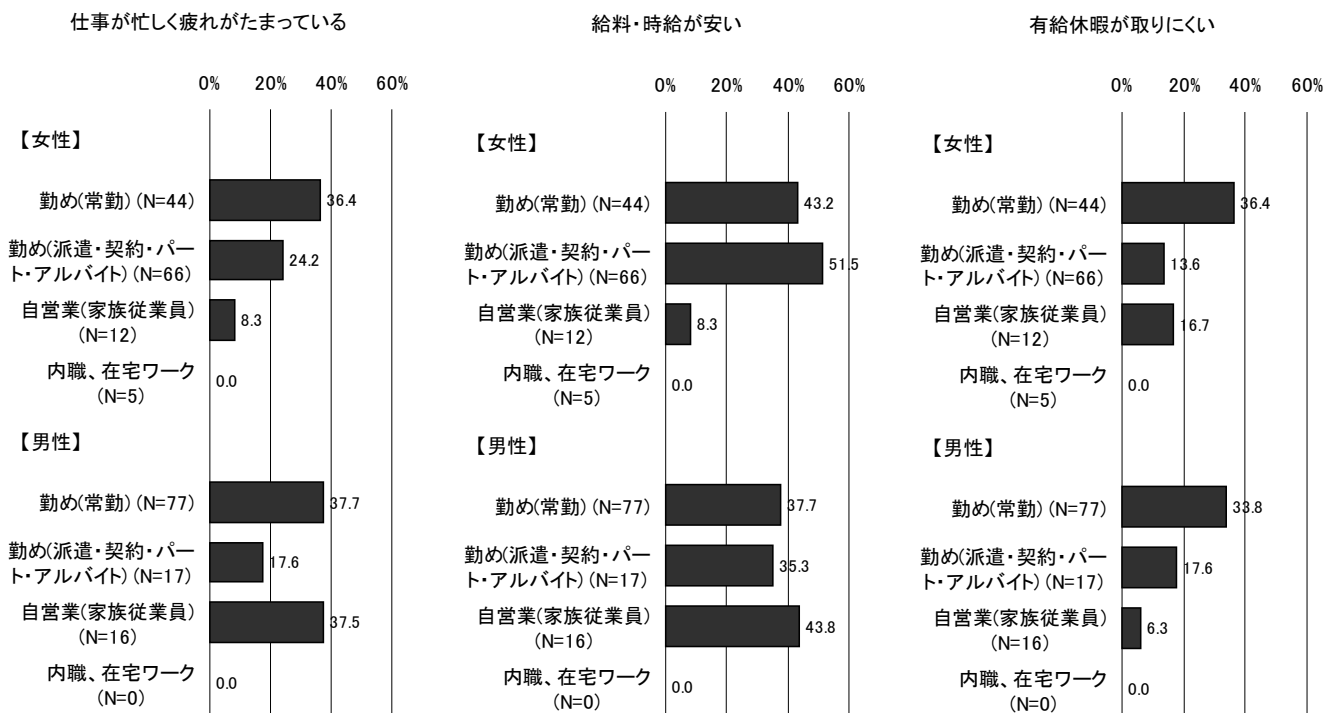 仕事が忙しく疲れがたまっている
0% 20% 40% 60%
【女性】
勤め(常勤) (N=44)
36.4
勤め(派遣・契約・パー
ト・アルバイト) (N=66)
24.2
自営業(家族従業員)
(N=12)
8.3
内職、在宅ワーク
(N=5)
0.0
【男性】
勤め(常勤) (N=77)
37.7
勤め(派遣・契約・パー
ト・アルバイト) (N=17)
17.6
自営業(家族従業員)
(N=16)
37.5
内職、在宅ワーク
(N=0)
0.0
給料・時給が安い
0% 20% 40% 60%
【女性】
勤め(常勤) (N=44)
43.2
勤め(派遣・契約・パー
ト・アルバイト) (N=66)
51.5
自営業(家族従業員)
(N=12)
8.3
内職、在宅ワーク
(N=5)
0.0
【男性】
勤め(常勤) (N=77)
37.7
勤め(派遣・契約・パー
ト・アルバイト) (N=17)
35.3
自営業(家族従業員)
(N=16)
43.8
内職、在宅ワーク
(N=0)
0.0
有給休暇が取りにくい
0% 20% 40% 60%
【女性】
勤め(常勤) (N=44)
36.4
勤め(派遣・契約・パー
ト・アルバイト) (N=66)
13.6
自営業(家族従業員)
(N=12)
16.7
内職、在宅ワーク
(N=5)
0.0
【男性】
勤め(常勤) (N=77)
33.8
勤め(派遣・契約・パー
ト・アルバイト) (N=17)
17.6
自営業(家族従業員)
(N=16)
6.3
内職、在宅ワーク
(N=0)
0.0